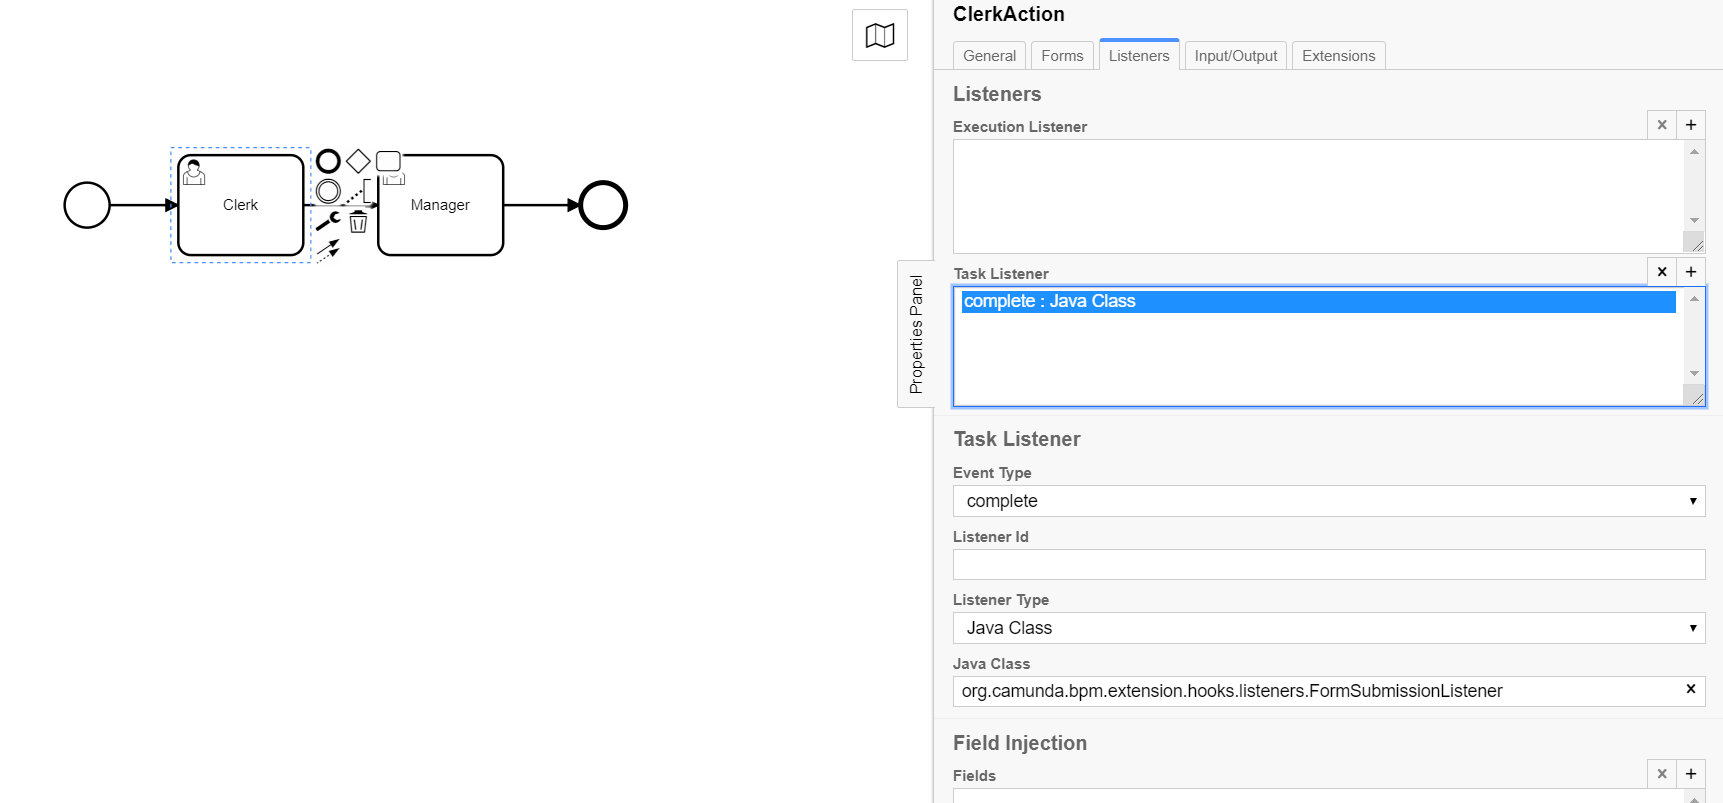 Clerk
Manager
Properties Panel
ClerkAction
General
Forms
Listeners
Input/Output
Extensions
Listeners
Execution Listener
Task Listener
complete : Java Class
Task Listener
Event Type
complete
Listener Id
Listener Type
Java Class
Java Class
org.camunda.bpm.extension.hooks.listeners.FormSubmissionListener
Field Injection
Fields